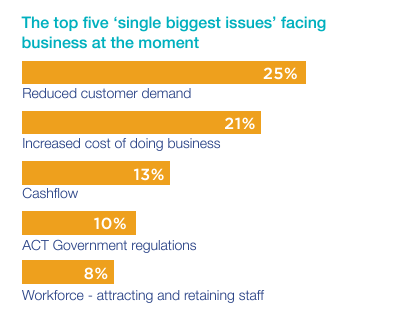 The top five ‘single biggest issues’ facing
business at the moment
25%
Reduced customer demand
21%
Increased cost of doing business
13%
Cashflow
10%
ACT Government regulations
8%
Workforce - attracting and retaining staff